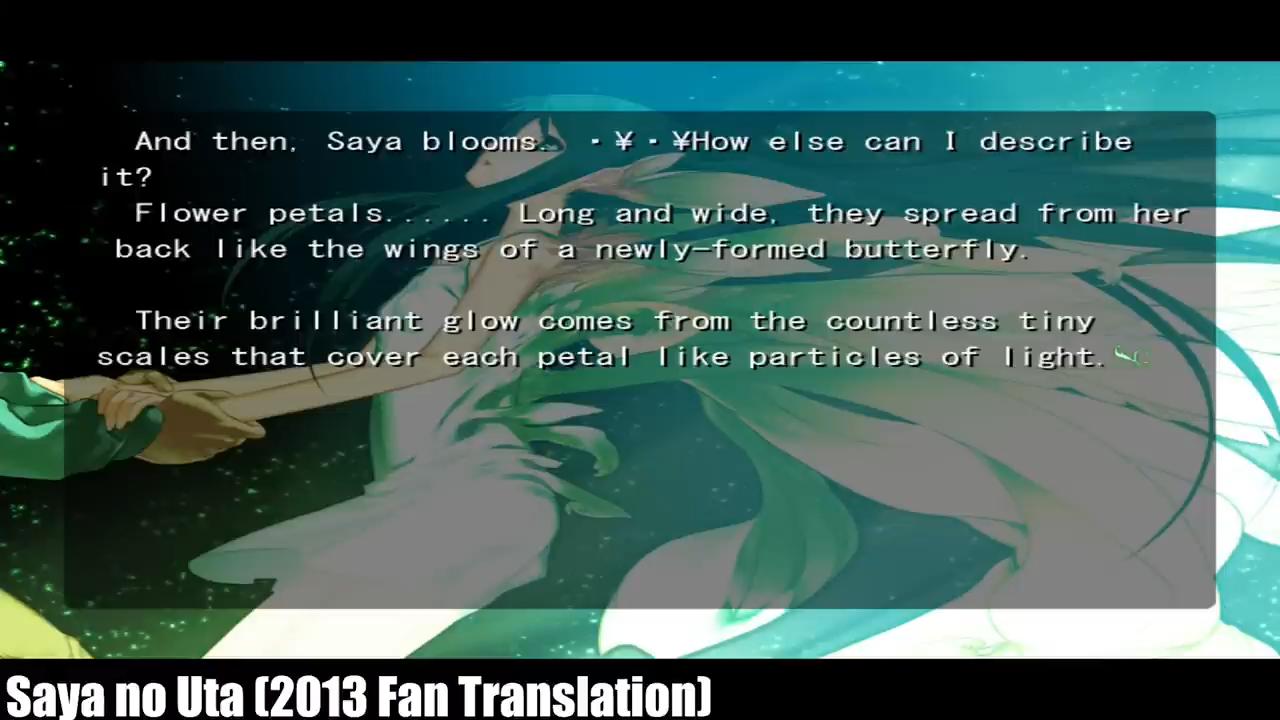 And then, Saya blooms. ・¥・¥How else can I describe
it?
Flower petals...... Long and wide, they spread from her
back like the wings of a newly-formed butterfly.
Their brilliant glow comes from the countless tiny
scales that cover each petal like particles of light.
Saya no Uta (2013 Fan Translation)